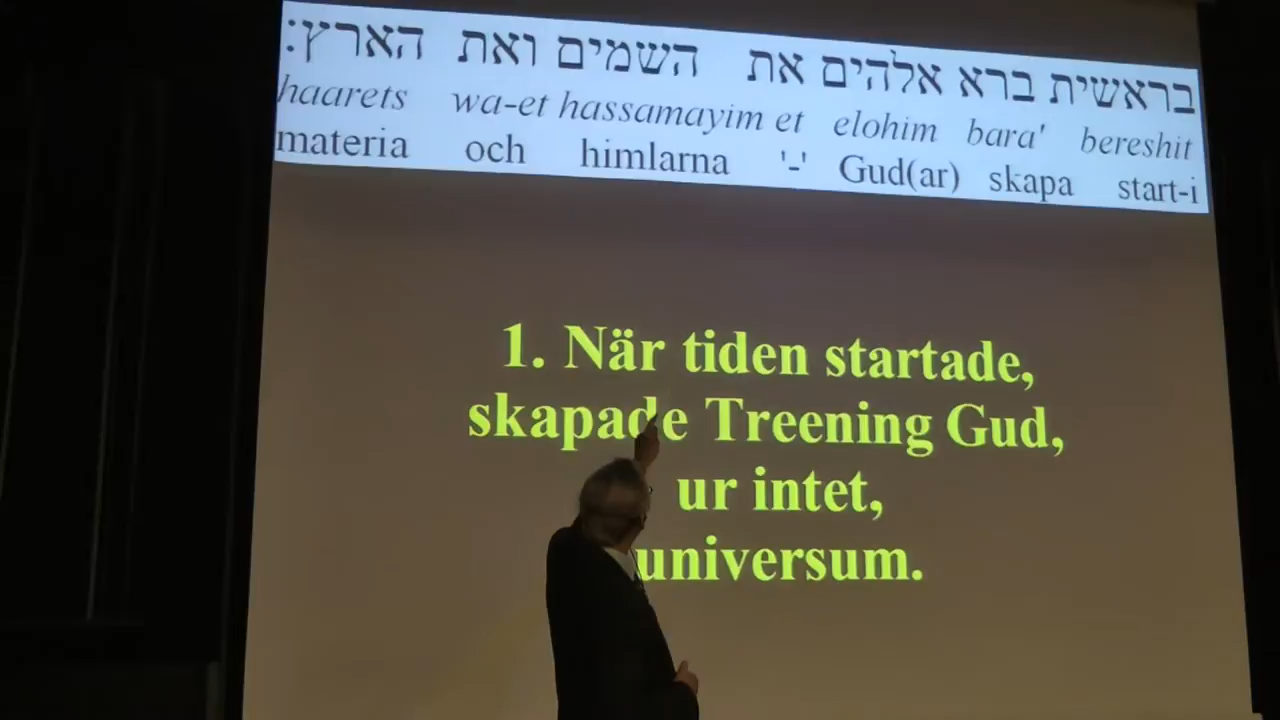 בראשית ברא אלהים את השמים ואת הארץ:
haarets wa-et hassamayim et elohim bara' bereshit
materia och himlarna '-' Gud(ar) skapa start-i
1. När tiden startade,
skapade Treening Gud,
ur intet,
universum.